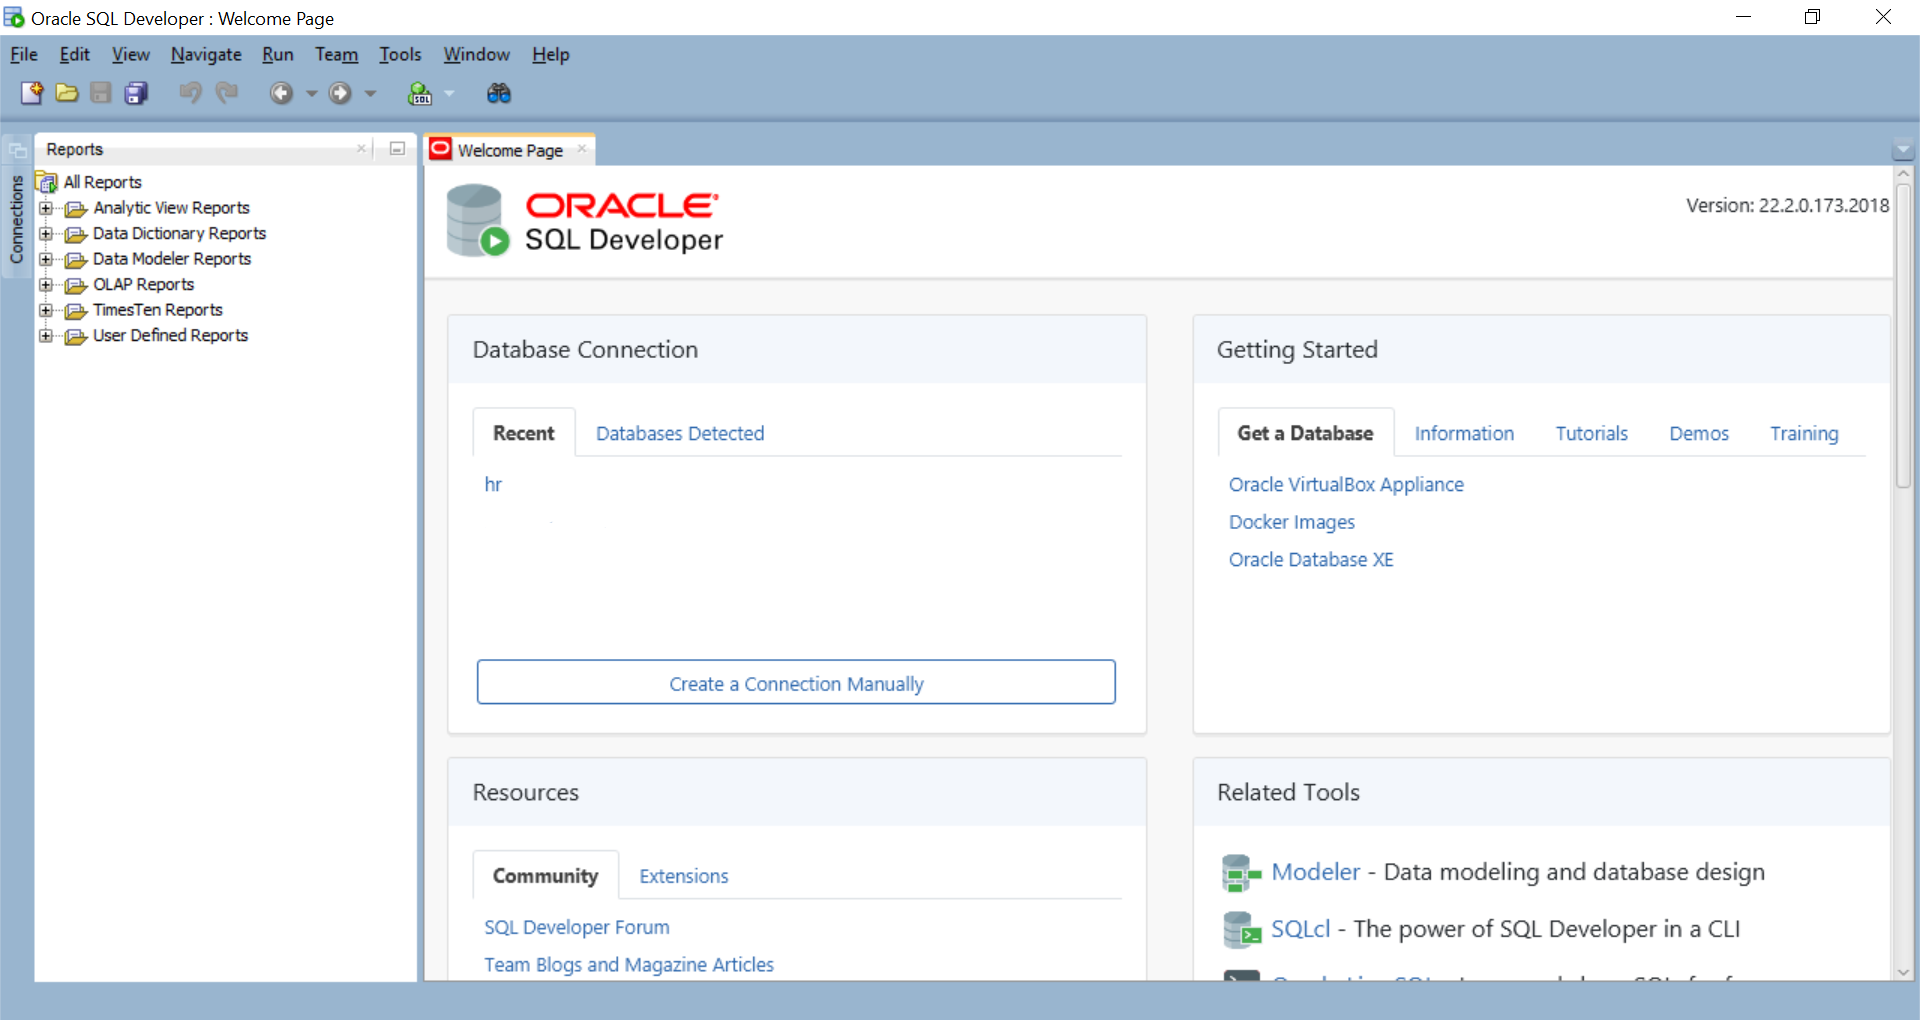 Oracle SQL Developer : Welcome Page
File Edit View Navigate Run Team Tools Window Help
SQL
Connections
Reports
All Reports
Analytic View Reports
Data Dictionary Reports
Data Modeler Reports
OLAP Reports
TimesTen Reports
User Defined Reports
Welcome Page
ORACLE
SQL Developer
Version: 22.2.0.173.2018
Database Connection
Recent Databases Detected
hr
Create a Connection Manually
Getting Started
Get a Database Information Tutorials Demos Training
Oracle VirtualBox Appliance
Docker Images
Oracle Database XE
Resources
Community Extensions
SQL Developer Forum
Team Blogs and Magazine Articles
Related Tools
Modeler - Data modeling and database design
SQLcl - The power of SQL Developer in a CLI